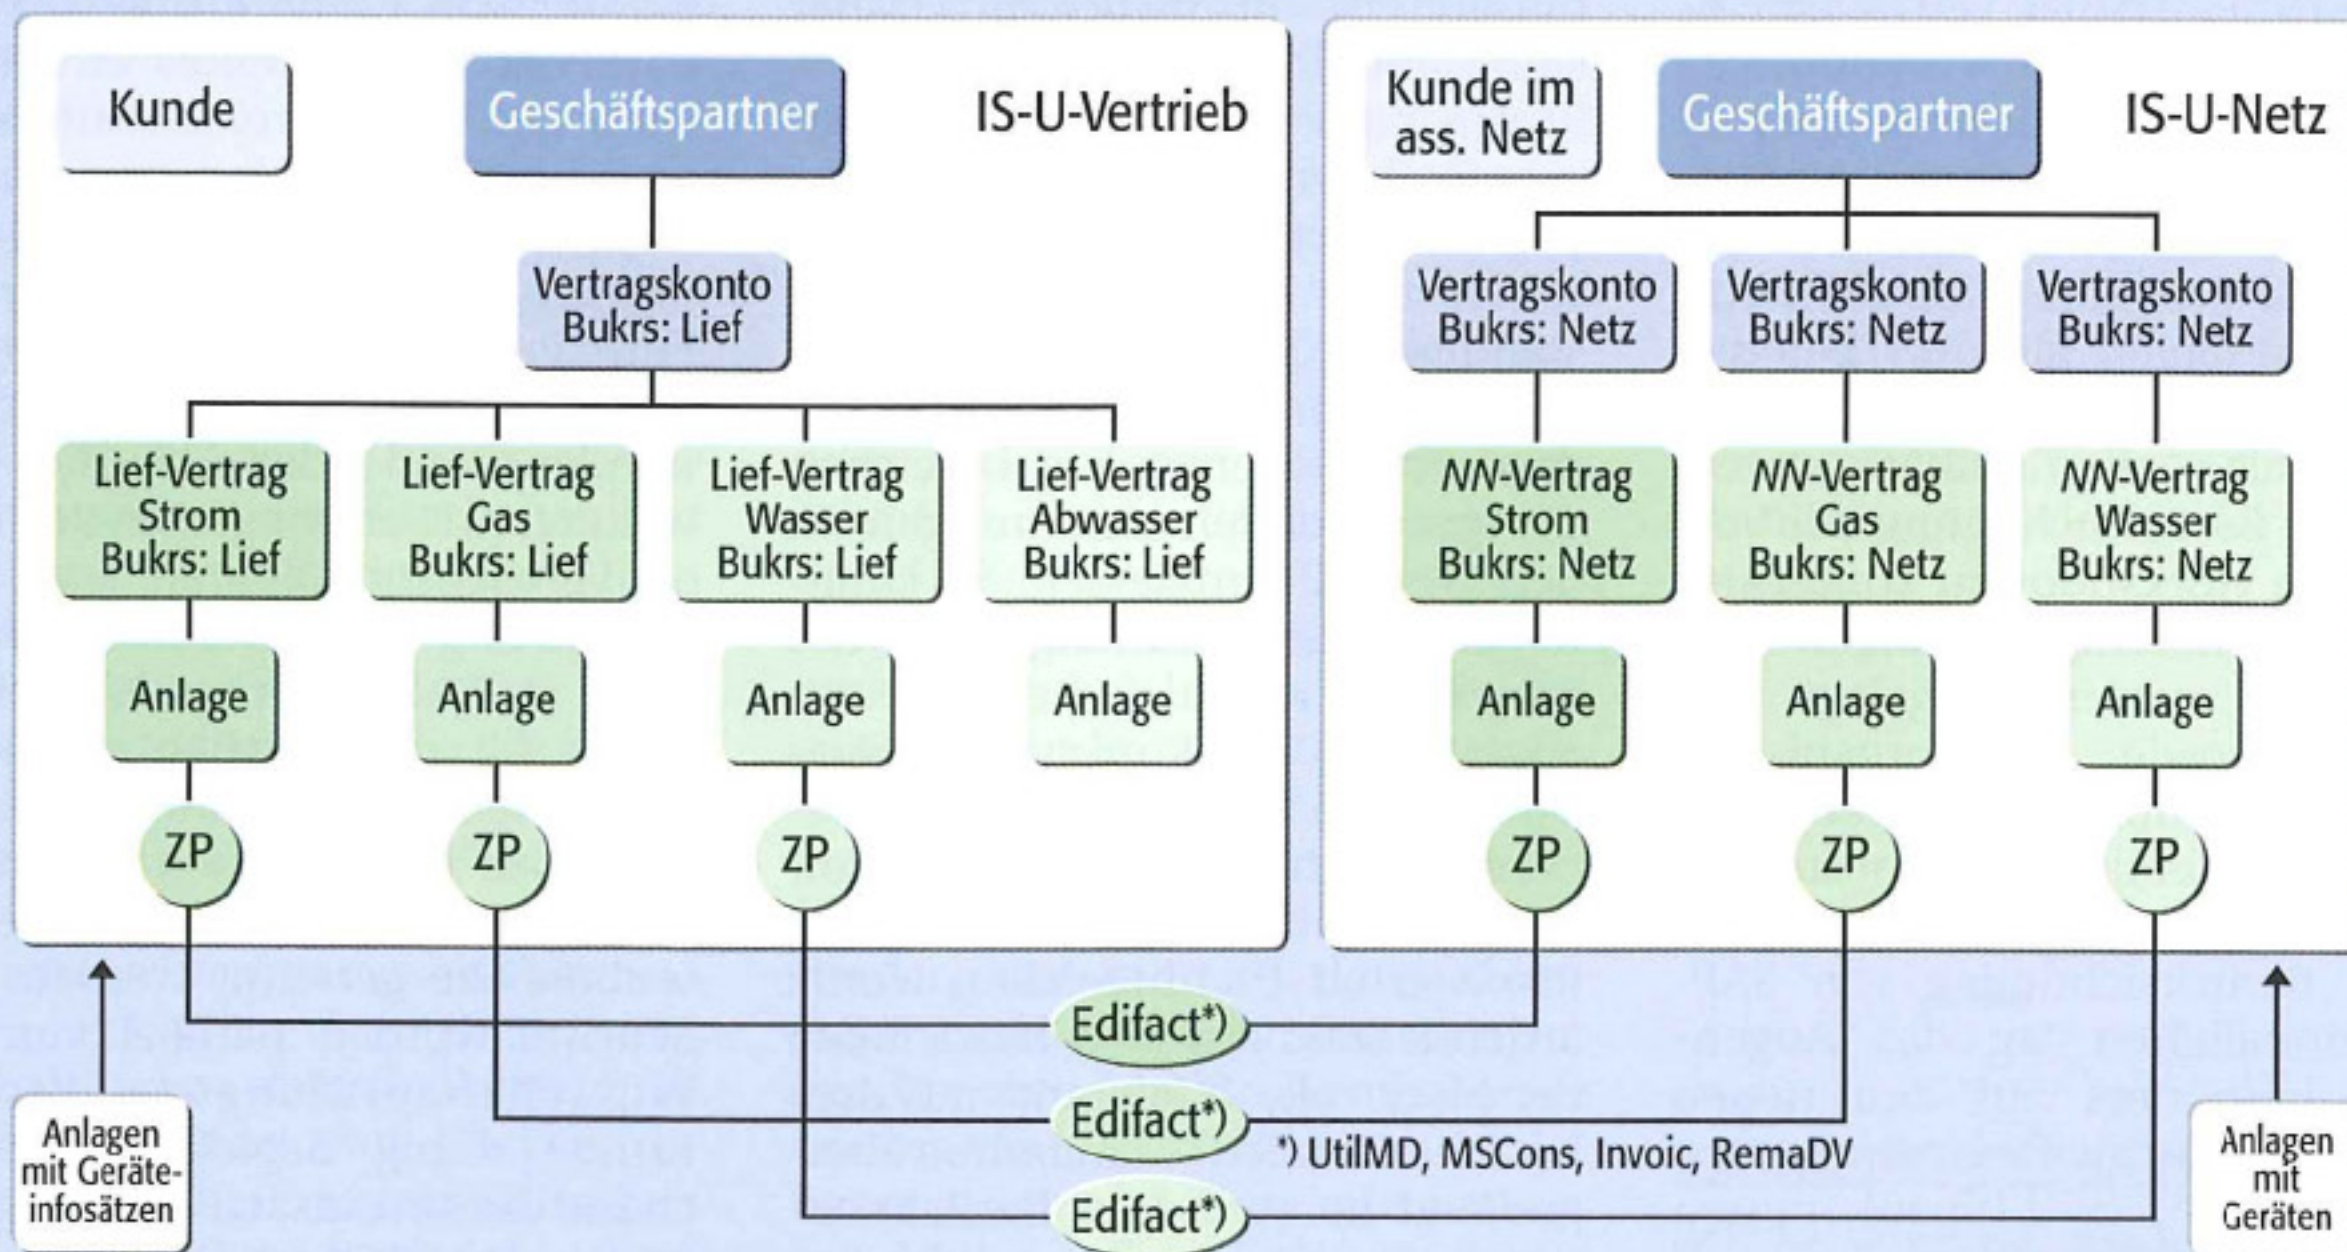 Kunde
Geschäftspartner
IS-U-Vertrieb
Vertragskonto
Bukrs: Lief
Lief-Vertrag
Strom
Bukrs: Lief
Lief-Vertrag
Gas
Bukrs: Lief
Lief-Vertrag
Wasser
Bukrs: Lief
Lief-Vertrag
Abwasser
Bukrs: Lief
Anlage
Anlage
Anlage
Anlage
ZP
ZP
ZP
Kunde im
ass. Netz
Geschäftspartner
IS-U-Netz
Vertragskonto
Bukrs: Netz
Vertragskonto
Bukrs: Netz
Vertragskonto
Bukrs: Netz
NN-Vertrag
Strom
Bukrs: Netz
NN-Vertrag
Gas
Bukrs: Netz
NN-Vertrag
Wasser
Bukrs: Netz
Anlage
Anlage
Anlage
ZP
ZP
ZP
Edifact*)
Edifact*)
*) UtilMD, MSCons, Invoic, RemaDV
Edifact*)
Anlagen
mit Geräte-
infosätzen
Anlagen
mit
Geräten